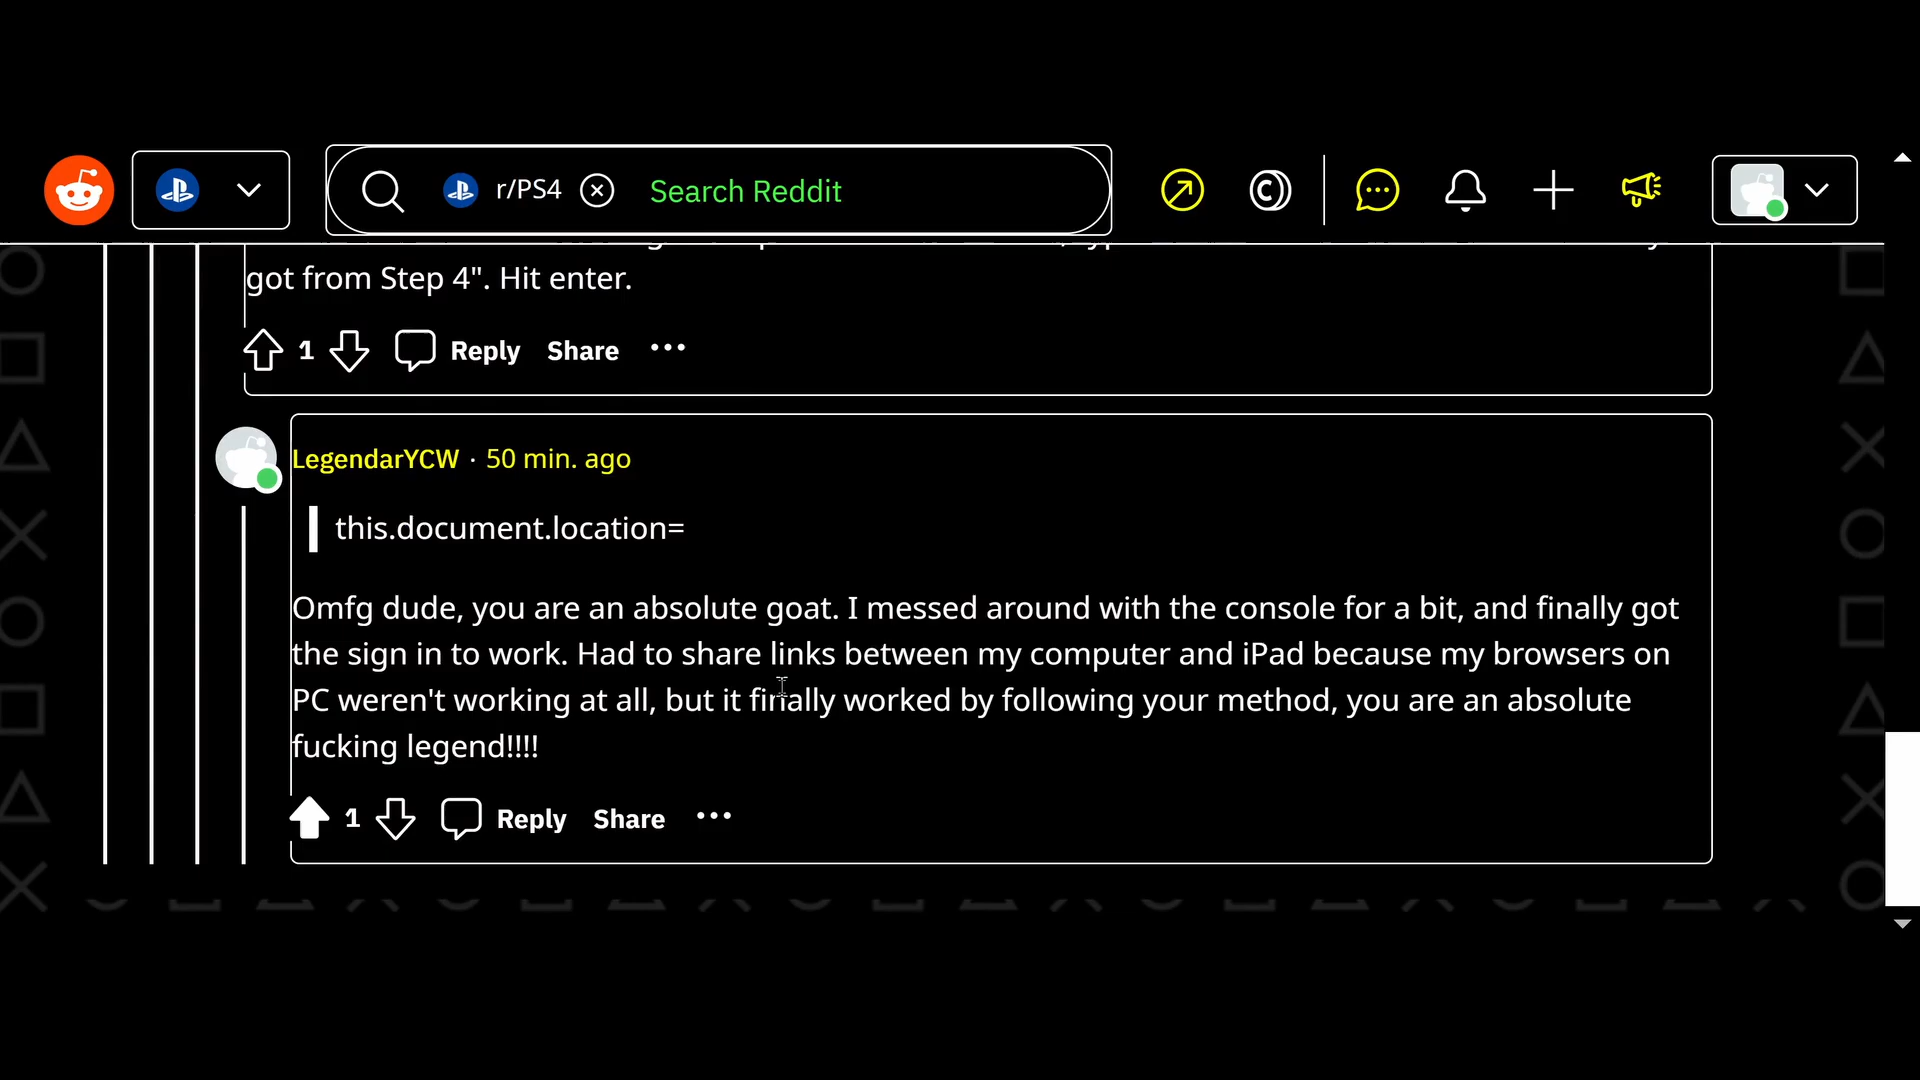 r/PS4 Search Reddit
got from Step 4". Hit enter.
1 Reply Share
LegendarYCW · 50 min. ago
this.document.location=
Omfg dude, you are an absolute goat. I messed around with the console for a bit, and finally got
the sign in to work. Had to share links between my computer and iPad because my browsers on
PC weren't working at all, but it finally worked by following your method, you are an absolute
fucking legend!!!!
1 Reply Share